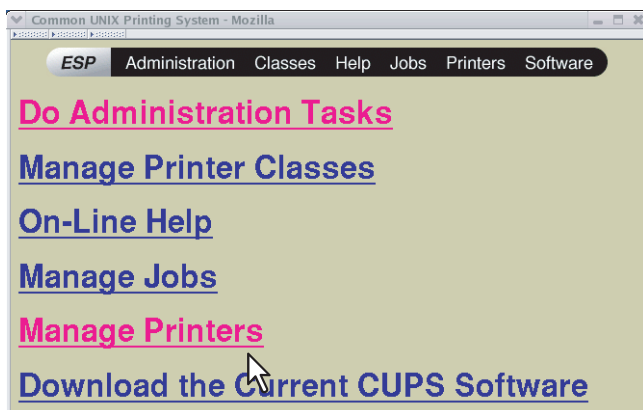 Common UNIX Printing System - Mozilla
ESP Administration Classes Help Jobs Printers Software
Do Administration Tasks
Manage Printer Classes
On-Line Help
Manage Jobs
Manage Printers
Download the Current CUPS Software